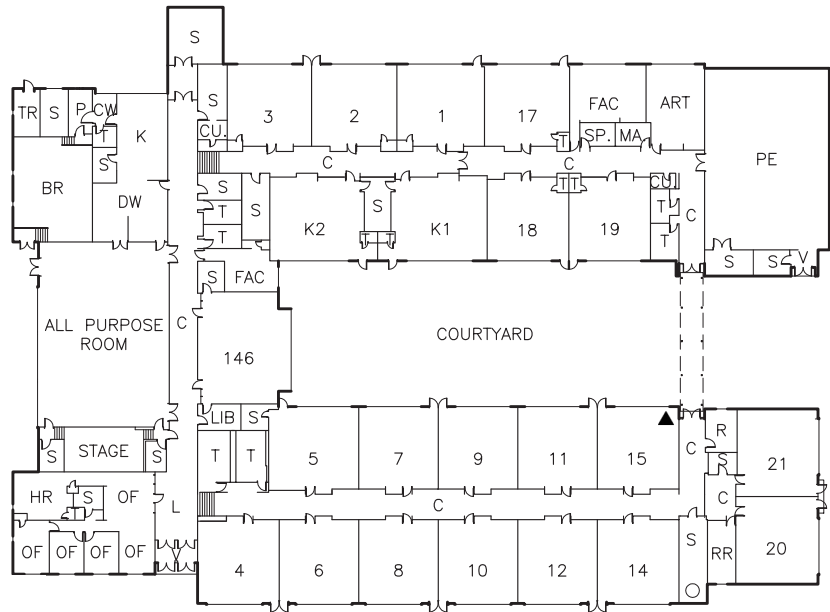 S
TR S P CW K
T
S
BR
DW
S
CU.
3 2 1 17 FAC ART
SP. MA
T
PE
C C
S
T
T
S
K2 S K1 18 19
T T
T T
CU.
T
T
C
S S V
S FAC
ALL PURPOSE
ROOM
C
146
COURTYARD
LIB S
T T
S STAGE S
5 7 9 11 15
C
R
S
21
HR S OF
L
C
C
OF OF OF OF
V
4 6 8 10 12 14
S
RR
20